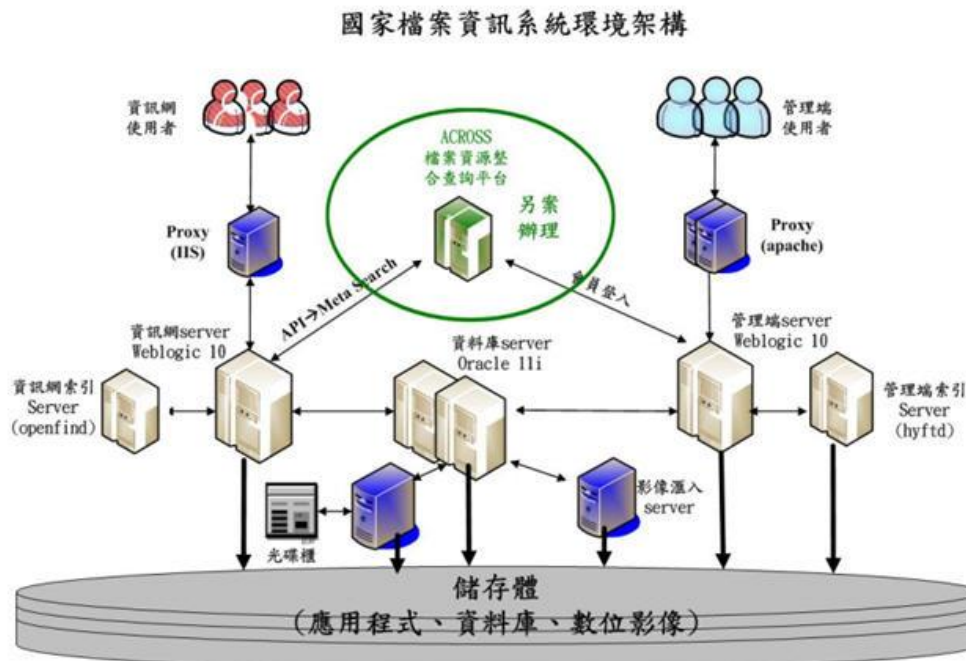 國家檔案資訊系統環境架構
資訊網
使用者
ACROSS
檔案資源整
合查詢平台
另案
辦理
管理端
使用者
Proxy
(IIS)
Proxy
(apache)
API→Meta Search
會員登入
資訊網server
Weblogic 10
資料庫server
Oracle 11i
管理端server
Weblogic 10
資訊網索引
Server
(openfind)
管理端索引
Server
(hyftd)
光碟櫃
影像匯入
server
儲存體
(應用程式、資料庫、數位影像)